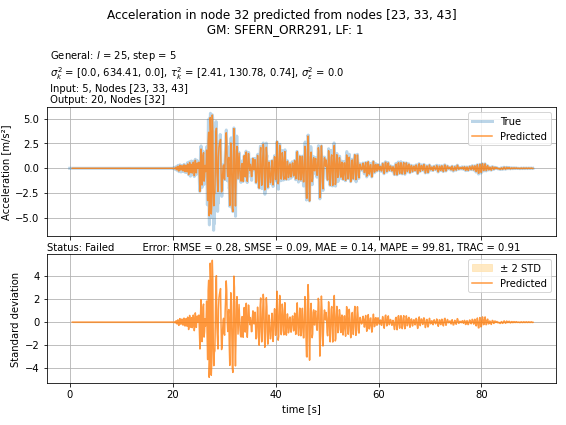 Acceleration in node 32 predicted from nodes [23, 33, 43]
GM: SFERN_ORR291, LF: 1
General: l = 25, step = 5
σ²ₖ = [0.0, 634.41, 0.0], τ²ₖ = [2.41, 130.78, 0.74], σ²_ε = 0.0
Input: 5, Nodes [23, 33, 43]
Output: 20, Nodes [32]
Acceleration [m/s²]
5.0
2.5
0.0
−2.5
−5.0
True
Predicted
Status: Failed Error: RMSE = 0.28, SMSE = 0.09, MAE = 0.14, MAPE = 99.81, TRAC = 0.91
Standard deviation
4
2
0
−2
−4
± 2 STD
Predicted
0 20 40 60 80
time [s]